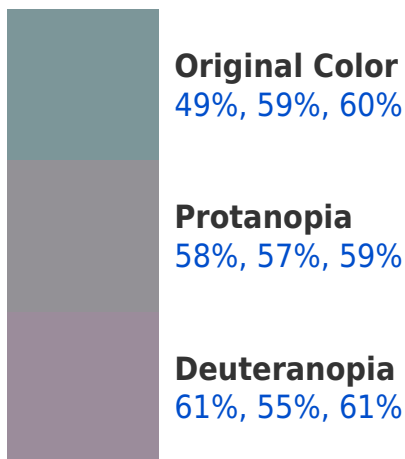 Original Color
49%, 59%, 60%
Protanopia
58%, 57%, 59%
Deuteranopia
61%, 55%, 61%